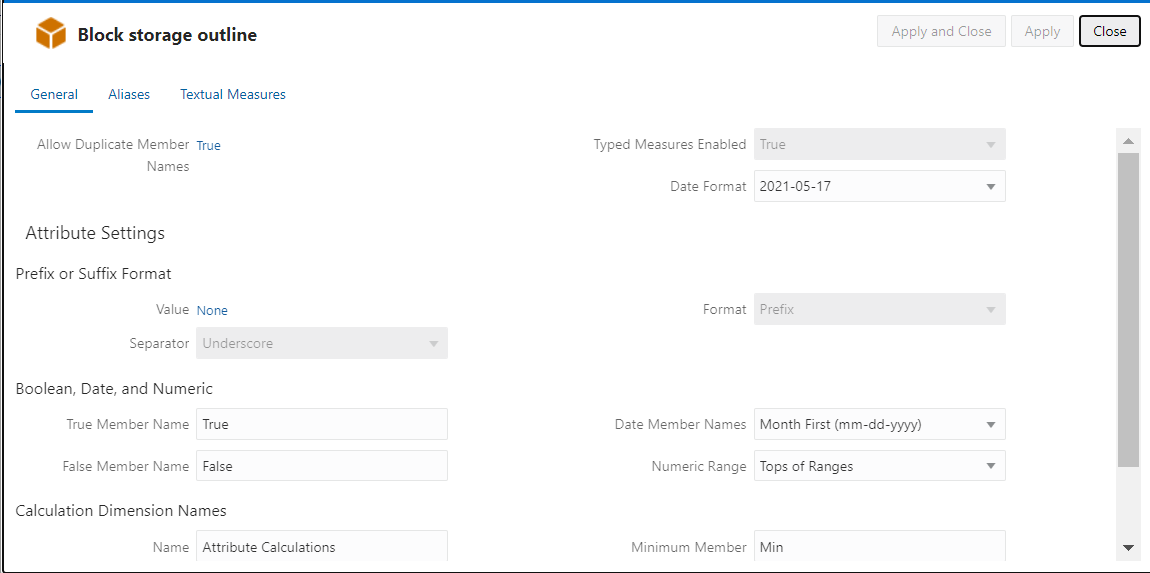 Block storage outline
Apply and Close
Apply
Close
General
Aliases
Textual Measures
Allow Duplicate Member
Names
True
Typed Measures Enabled
True
Date Format
2021-05-17
Attribute Settings
Prefix or Suffix Format
Value
None
Format
Prefix
Separator
Underscore
Boolean, Date, and Numeric
True Member Name
True
Date Member Names
Month First (mm-dd-yyyy)
False Member Name
False
Numeric Range
Tops of Ranges
Calculation Dimension Names
Name
Attribute Calculations
Minimum Member
Min